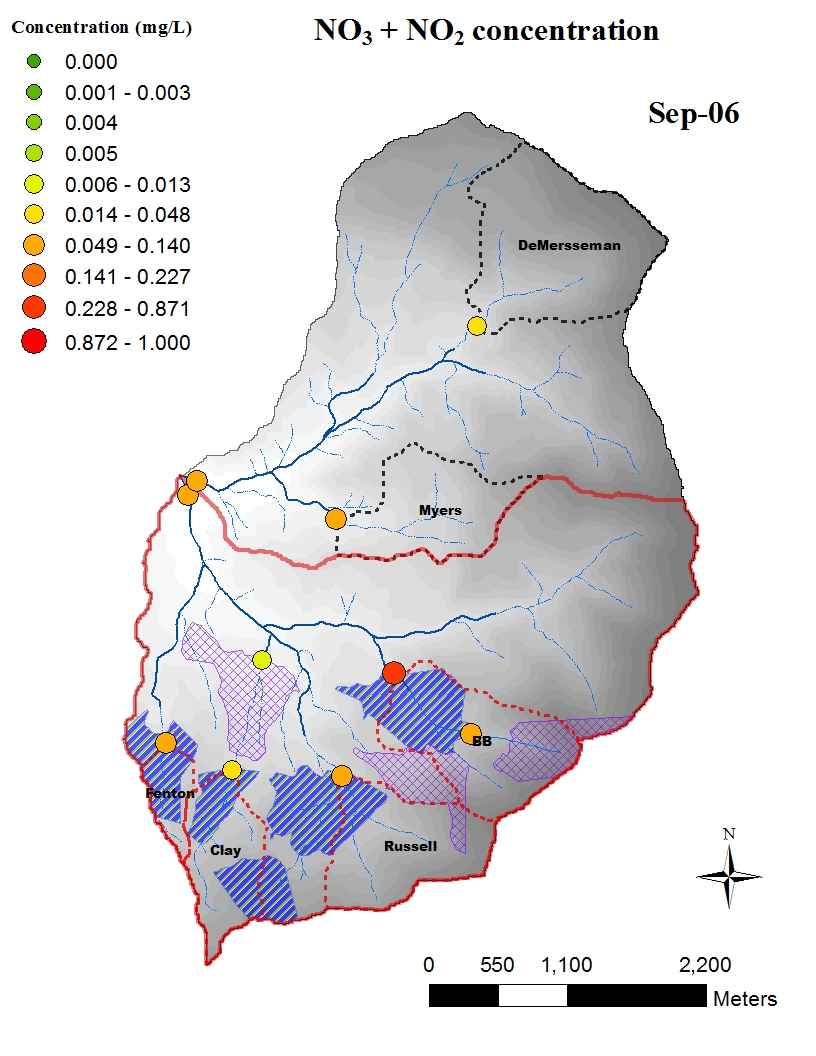 Concentration (mg/L)
NO₃ + NO₂ concentration
Sep-06
0.000
0.001 - 0.003
0.004
0.005
0.006 - 0.013
0.014 - 0.048
0.049 - 0.140
0.141 - 0.227
0.228 - 0.871
0.872 - 1.000
DeMersseman
Myers
BB
Fenton
Clay
Russell
N
0 550 1,100 2,200
Meters